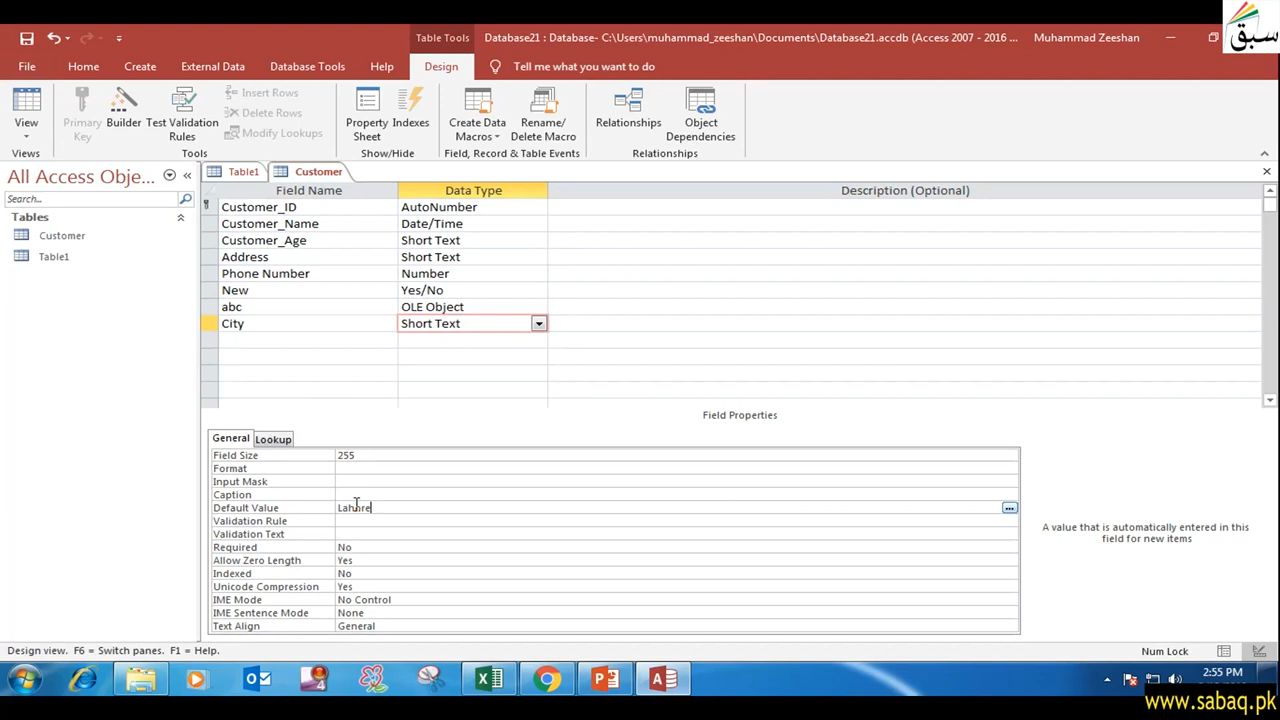 سبق
Table Tools
Database21 : Database- C:\Users\muhammad_zeeshan\Documents\Database21.accdb (Access 2007 - 2016 ...
Muhammad Zeeshan
File
Home
Create
External Data
Database Tools
Help
Design
Tell me what you want to do
View
Primary Key
Builder
Test Validation Rules
Insert Rows
Delete Rows
Modify Lookups
Property Sheet
Indexes
Create Data Macros
Rename/ Delete Macro
Relationships
Object Dependencies
Views
Tools
Show/Hide
Field, Record & Table Events
Relationships
All Access Obje...
Search...
Tables
Customer
Table1
Table1
Customer
Field Name Data Type Description (Optional)
Customer_ID AutoNumber
Customer_Name Date/Time
Customer_Age Short Text
Address Short Text
Phone Number Number
New Yes/No
abc OLE Object
City Short Text
Field Properties
General Lookup
Field Size 255
Format
Input Mask
Caption
Default Value Lahore
Validation Rule
Validation Text
Required No
Allow Zero Length Yes
Indexed No
Unicode Compression Yes
IME Mode No Control
IME Sentence Mode None
Text Align General
A value that is automatically entered in this
field for new items
Design view. F6 = Switch panes. F1 = Help.
Num Lock
2:55 PM
www.sabaq.pk